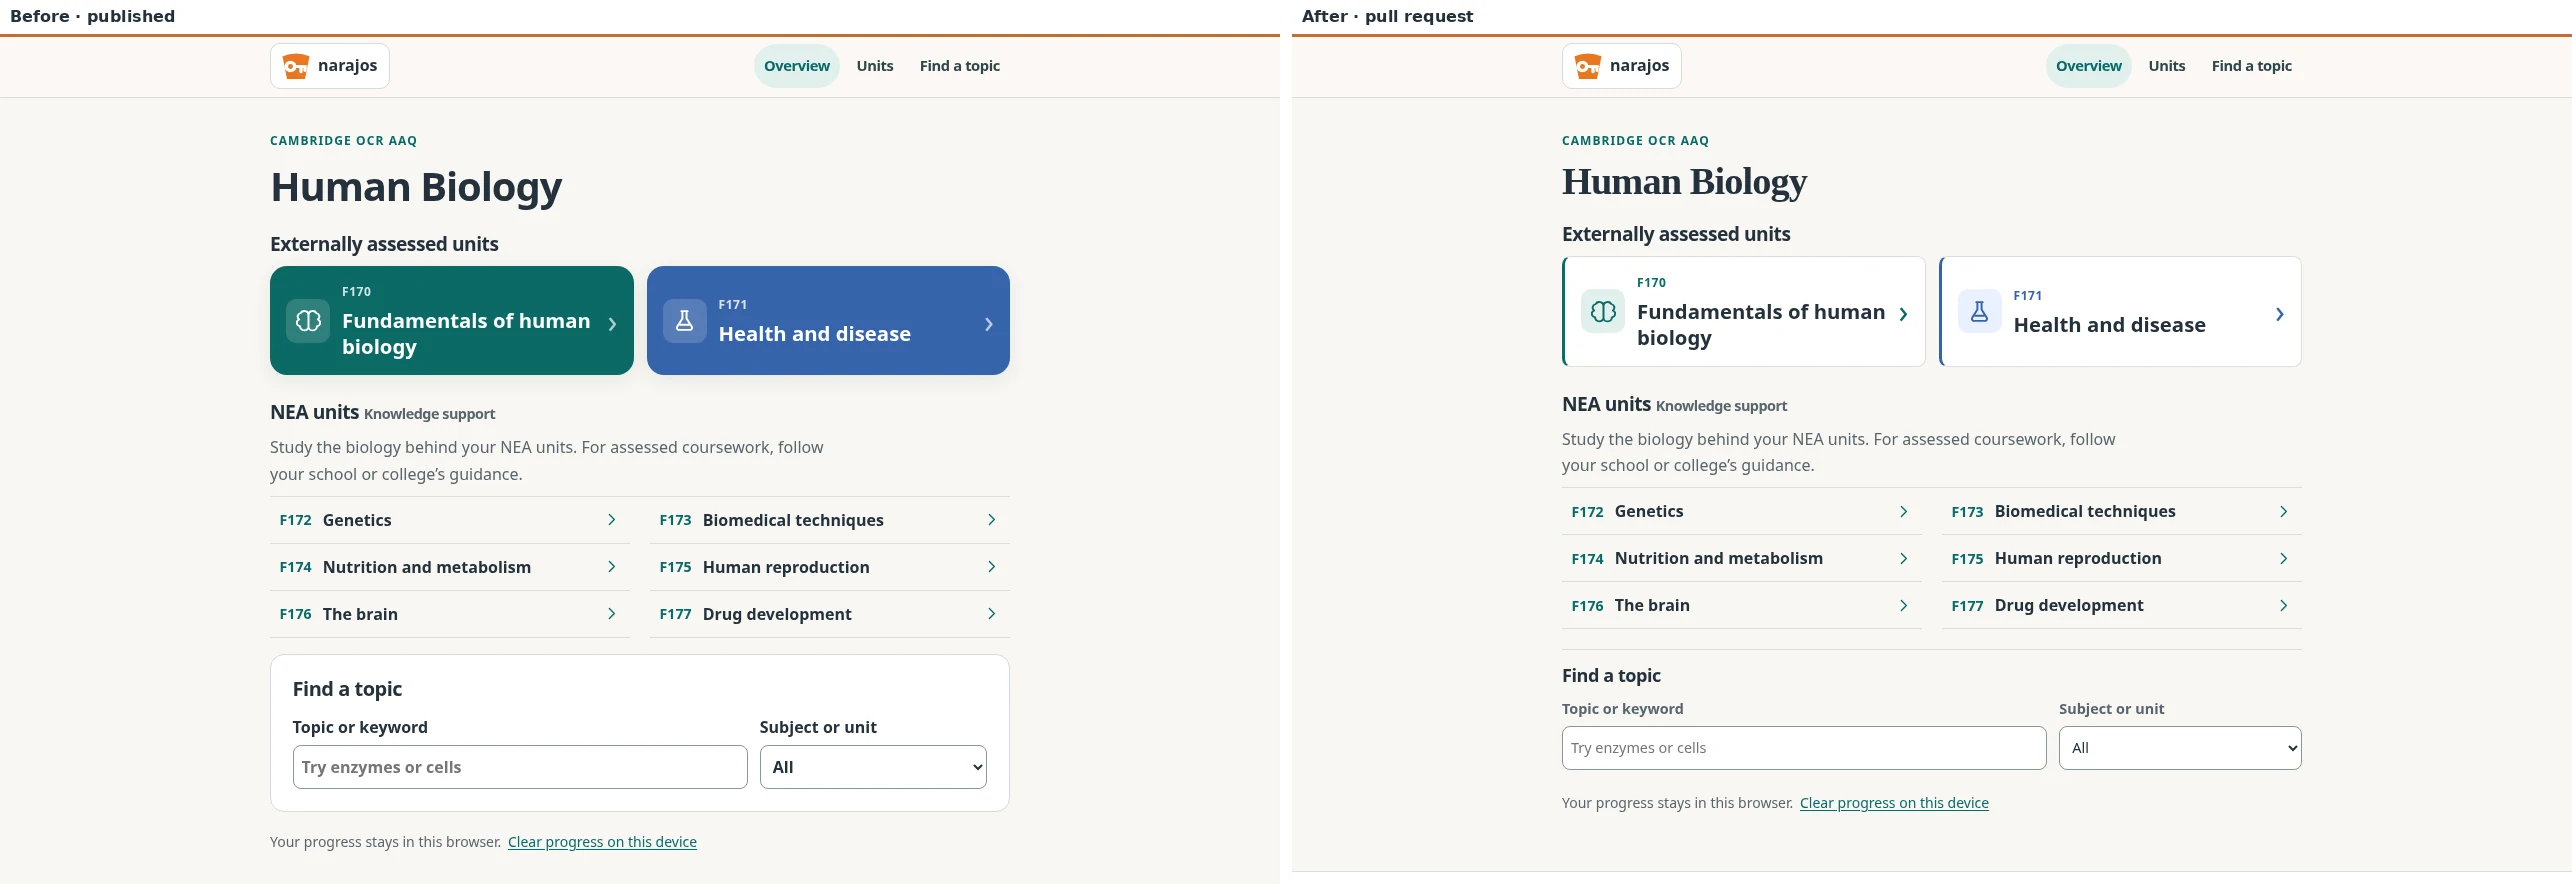 Before · published
narajos
Overview
Units
Find a topic
CAMBRIDGE OCR AAQ
Human Biology
Externally assessed units
F170
Fundamentals of human
biology
F171
Health and disease
NEA units Knowledge support
Study the biology behind your NEA units. For assessed coursework, follow
your school or college’s guidance.
F172 Genetics
F173 Biomedical techniques
F174 Nutrition and metabolism
F175 Human reproduction
F176 The brain
F177 Drug development
Find a topic
Topic or keyword
Subject or unit
Try enzymes or cells
All
Your progress stays in this browser. Clear progress on this device
After · pull request
narajos
Overview
Units
Find a topic
CAMBRIDGE OCR AAQ
Human Biology
Externally assessed units
F170
Fundamentals of human
biology
F171
Health and disease
NEA units Knowledge support
Study the biology behind your NEA units. For assessed coursework, follow
your school or college’s guidance.
F172 Genetics
F173 Biomedical techniques
F174 Nutrition and metabolism
F175 Human reproduction
F176 The brain
F177 Drug development
Find a topic
Topic or keyword
Subject or unit
Try enzymes or cells
All
Your progress stays in this browser. Clear progress on this device